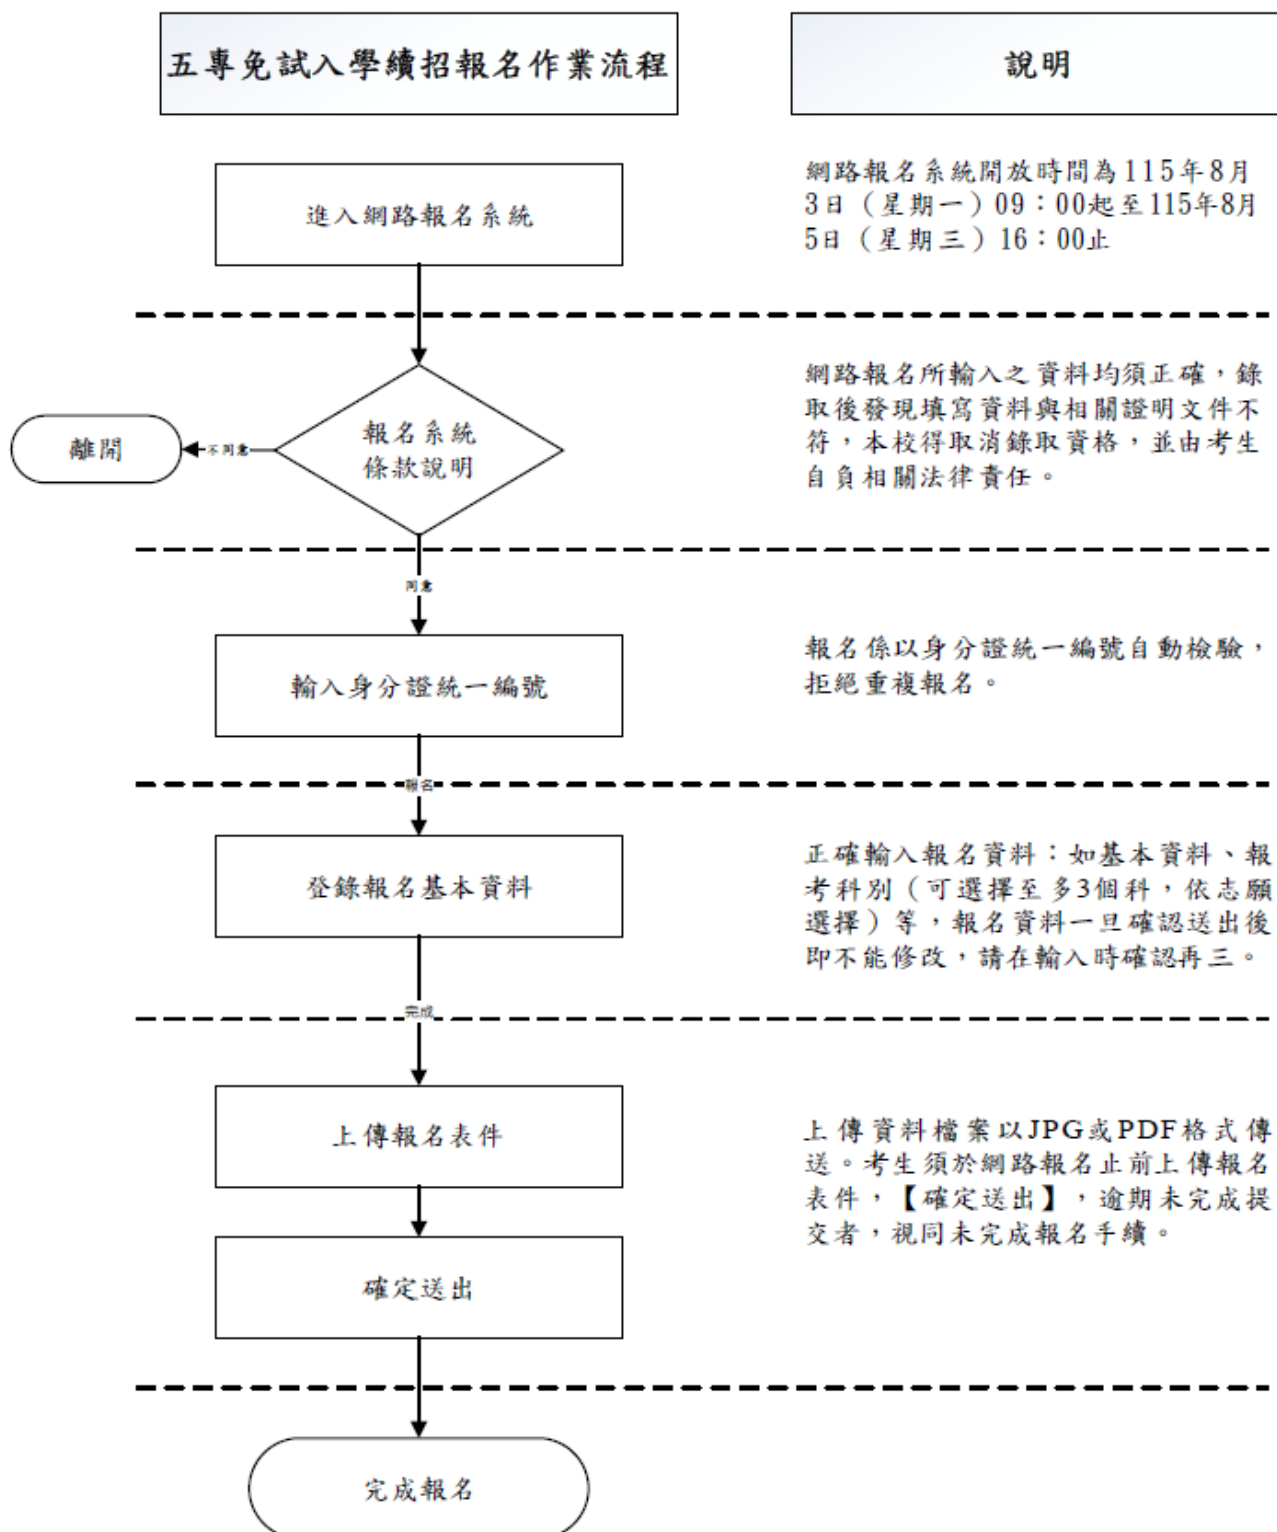 五專免試入學續招報名作業流程
說明
進入網路報名系統
網路報名系統開放時間為115年8月
3日（星期一）09：00起至115年8月
5日（星期三）16：00止
報名系統
條款說明
不同意
離開
網路報名所輸入之資料均須正確，錄
取後發現填寫資料與相關證明文件不
符，本校得取消錄取資格，並由考生
自負相關法律責任。
同意
輸入身分證統一編號
報名係以身分證統一編號自動檢驗，
拒絕重複報名。
報名
登錄報名基本資料
正確輸入報名資料：如基本資料、報
考科別（可選擇至多3個科，依志願
選擇）等，報名資料一旦確認送出後
即不能修改，請在輸入時確認再三。
完成
上傳報名表件
上傳資料檔案以JPG或PDF格式傳
送。考生須於網路報名止前上傳報名
表件，【確定送出】，逾期未完成提
交者，視同未完成報名手續。
確定送出
完成報名